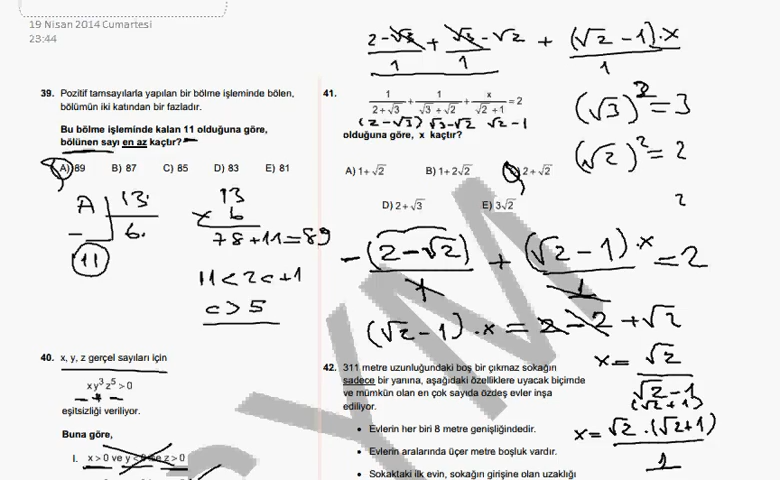 19 Nisan 2014 Cumartesi
23:44
39. Pozitif tamsayılarla yapılan bir bölme işleminde bölen,
bölümün iki katından bir fazladır.
Bu bölme işleminde kalan 11 olduğuna göre,
bölünen sayı en az kaçtır?
A) 89 B) 87 C) 85 D) 83 E) 81
A 13
6
11
13
x 6
78+11=89
11<2c+1
c>5
40. x, y, z gerçel sayıları için
xy³z⁵>0
- + -
eşitsizliği veriliyor.
Buna göre,
I. x > 0 ve y < 0 ise z > 0
2-√3/1 + √3-√2/1 + (√2-1).x/1
41. 1/(2+√3) + 1/(√3+√2) + x/(√2+1) = 2
(2-√3) √3-√2 √2-1
olduğuna göre, x kaçtır?
A) 1+√2 B) 1+2√2 C) 2+√2
D) 2+√3 E) 3√2
(√3)²=3
(√2)²=2
2
(2-√2)/1 + (√2-1).x/1 = 2
(√2-1).x = 2-2+√2
x= √2/(√2-1)
(√2+1)
x= √2.(√2+1)/1
42. 311 metre uzunluğundaki boş bir çıkmaz sokağın
sadece bir yanına, aşağıdaki özelliklere uyacak biçimde
ve mümkün olan en çok sayıda özdeş evler inşa
ediliyor.
• Evlerin her biri 8 metre genişliğindedir.
• Evlerin aralarında üçer metre boşluk vardır.
• Sokaktaki ilk evin, sokağın girişine olan uzaklığı